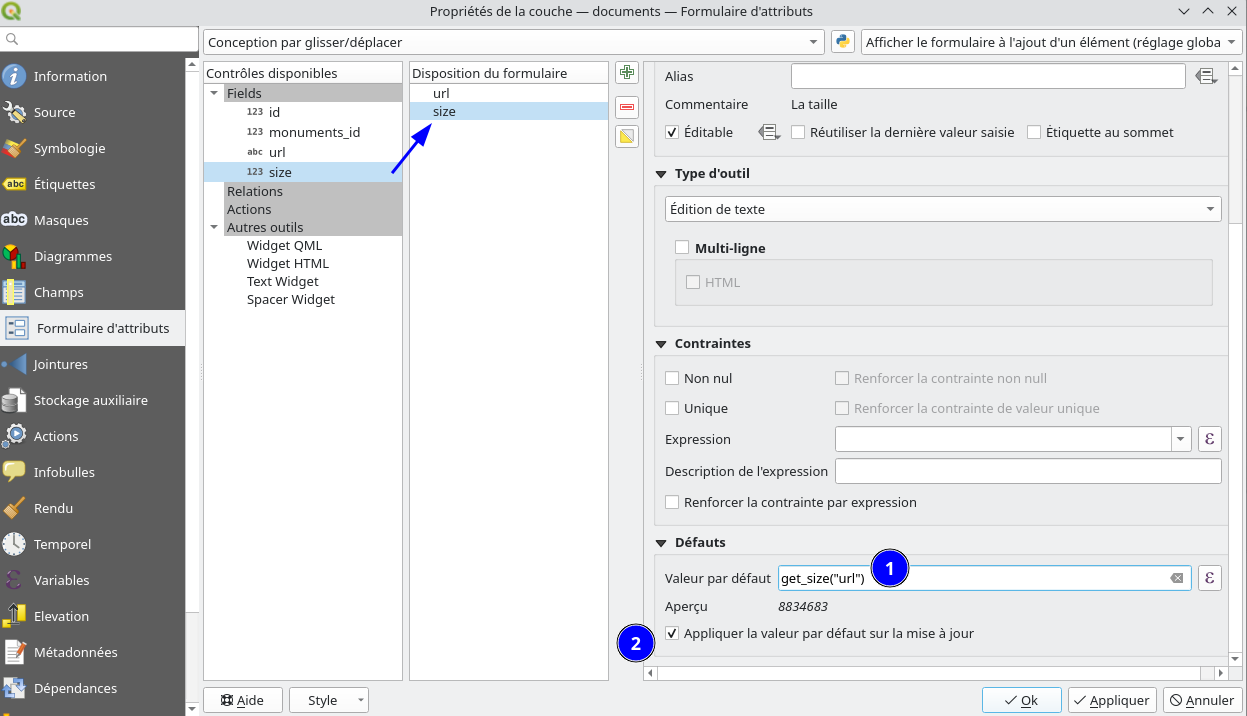 Propriétés de la couche — documents — Formulaire d'attributs
Conception par glisser/déplacer
Afficher le formulaire à l'ajout d'un élément (réglage globa
Information
Source
Symbologie
abc Étiquettes
abc Masques
Diagrammes
Champs
Formulaire d'attributs
Jointures
Stockage auxiliaire
Actions
Infobulles
Rendu
Temporel
ε Variables
Elevation
Métadonnées
Dépendances
Contrôles disponibles
Fields
123 id
123 monuments_id
abc url
123 size
Relations
Actions
Autres outils
Widget QML
Widget HTML
Text Widget
Spacer Widget
Disposition du formulaire
url
size
Alias
Commentaire La taille
Éditable
Réutiliser la dernière valeur saisie
Étiquette au sommet
Type d'outil
Édition de texte
Multi-ligne
HTML
Contraintes
Non nul
Renforcer la contrainte non null
Unique
Renforcer la contrainte de valeur unique
Expression
ε
Description de l'expression
Renforcer la contrainte par expression
Défauts
1
Valeur par défaut get_size("url")
ε
Aperçu 8834683
2
Appliquer la valeur par défaut sur la mise à jour
Aide
Style
Ok
Appliquer
Annuler